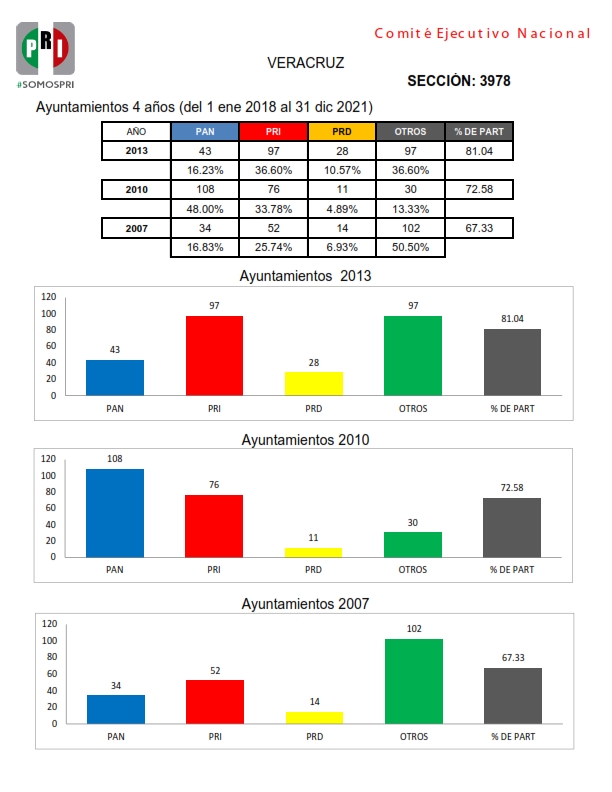 Comité Ejecutivo Nacional
PRI
#SOMOSPRI
VERACRUZ
SECCIÓN: 3978
Ayuntamientos 4 años (del 1 ene 2018 al 31 dic 2021)
AÑO PAN PRI PRD OTROS % DE PART
2013 43 97 28 97 81.04
16.23% 36.60% 10.57% 36.60%
2010 108 76 11 30 72.58
48.00% 33.78% 4.89% 13.33%
2007 34 52 14 102 67.33
16.83% 25.74% 6.93% 50.50%
Ayuntamientos 2013
120
100
80
60
40
20
0
43 97 28 97 81.04
PAN PRI PRD OTROS % DE PART
Ayuntamientos 2010
120
100
80
60
40
20
0
108 76 11 30 72.58
PAN PRI PRD OTROS % DE PART
Ayuntamientos 2007
120
100
80
60
40
20
0
34 52 14 102 67.33
PAN PRI PRD OTROS % DE PART